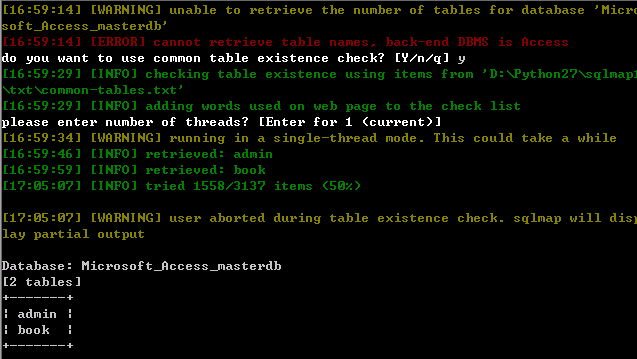 [16:59:14] [WARNING] unable to retrieve the number of tables for database 'Micro
soft_Access_masterdb'
[16:59:14] [ERROR] cannot retrieve table names, back-end DBMS is Access
do you want to use common table existence check? [Y/n/q] y
[16:59:29] [INFO] checking table existence using items from 'D:\Python27\sqlmap1
\txt\common-tables.txt'
[16:59:29] [INFO] adding words used on web page to the check list
please enter number of threads? [Enter for 1 (current)]
[16:59:34] [WARNING] running in a single-thread mode. This could take a while
[16:59:46] [INFO] retrieved: admin
[16:59:59] [INFO] retrieved: book
[17:05:07] [INFO] tried 1558/3137 items (50%)
[17:05:07] [WARNING] user aborted during table existence check. sqlmap will disp
lay partial output
Database: Microsoft_Access_masterdb
[2 tables]
+-------+
| admin |
| book  |
+-------+